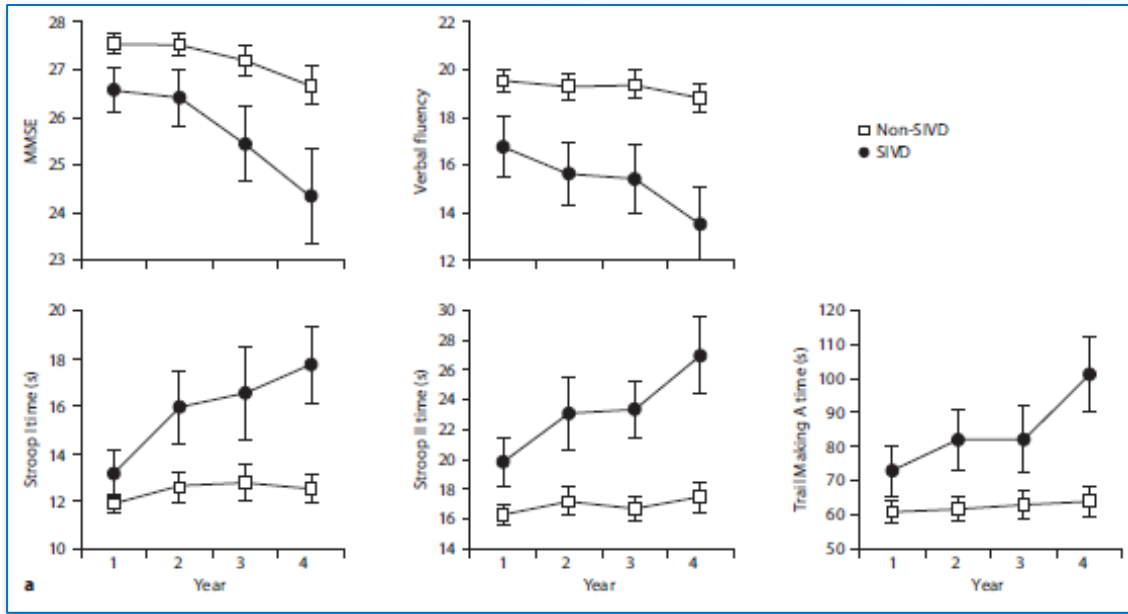 28
27
26
25
24
23
MMSE
20
18
16
14
12
Verbal fluency
Non-SIVD
SIVD
20
18
16
14
12
10
Stroop I time (s)
1 2 3 4
Year
30
28
26
24
22
20
18
16
14
Stroop II time (s)
1 2 3 4
Year
120
110
100
90
80
70
60
50
Trail Making A time (s)
1 2 3 4
Year
a